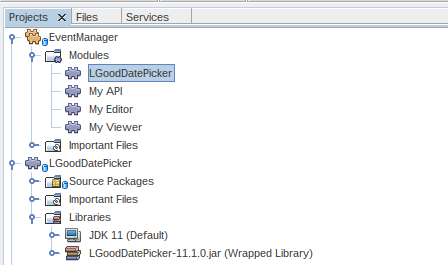 Projects Files Services
EventManager
Modules
LGoodDatePicker
My API
My Editor
My Viewer
Important Files
LGoodDatePicker
Source Packages
Important Files
Libraries
JDK 11 (Default)
LGoodDatePicker-11.1.0.jar (Wrapped Library)